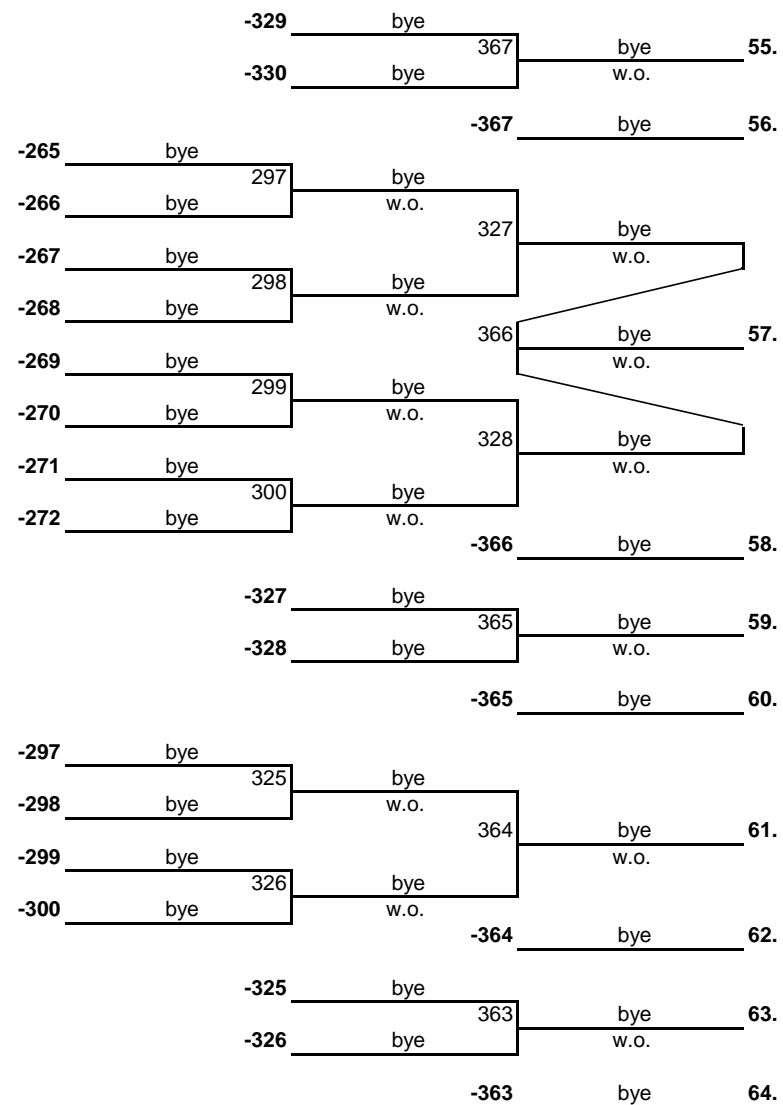 -329 bye
367 bye 55.
-330 bye w.o.
-367 bye 56.
-265 bye
297 bye
-266 bye w.o.
327 bye
-267 bye w.o.
298 bye
-268 bye w.o.
366 bye 57.
-269 bye w.o.
299 bye
-270 bye w.o.
328 bye
-271 bye w.o.
300 bye
-272 bye w.o.
-366 bye 58.
-327 bye
365 bye 59.
-328 bye w.o.
-365 bye 60.
-297 bye
325 bye
-298 bye w.o.
364 bye 61.
-299 bye w.o.
326 bye
-300 bye w.o.
-364 bye 62.
-325 bye
363 bye 63.
-326 bye w.o.
-363 bye 64.